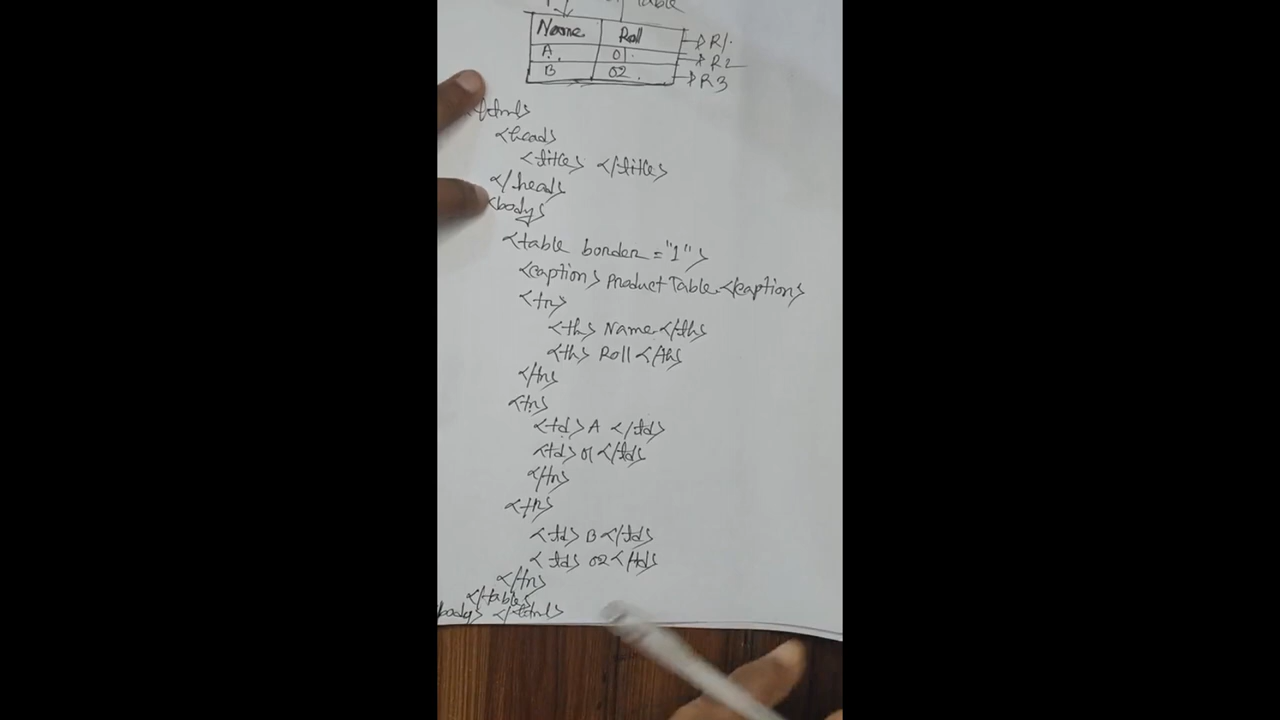 Table
Name Roll R1.
A. 01. R2
B 02. R3
<html>
<head>
<title> </title>
</head>
<body>
<table border="1">
<caption> Product Table </caption>
<tr>
<th> Name </th>
<th> Roll </th>
</tr>
<tr>
<td> A </td>
<td> 01 </td>
</tr>
<tr>
<td> B </td>
<td> 02 </td>
</tr>
</table>
body> </html>